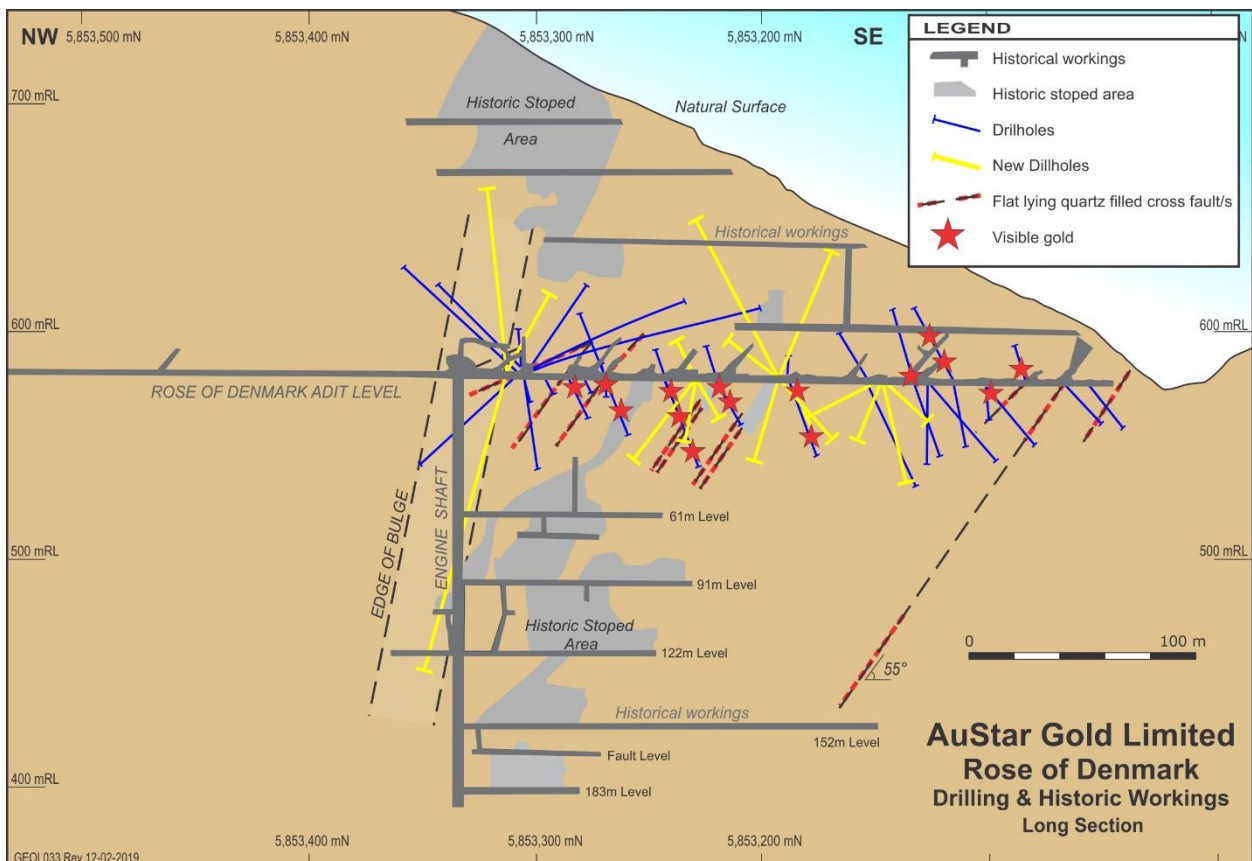 NW
5,853,500 mN
5,853,400 mN
5,853,300 mN
5,853,200 mN
SE
N
LEGEND
Historical workings
Historic stoped area
Drilholes
New Dillholes
Flat lying quartz filled cross fault/s
Visible gold
700 mRL
Historic Stoped
Area
Natural Surface
Historical workings
600 mRL
600 mRL
ROSE OF DENMARK ADIT LEVEL
EDGE OF BULGE
ENGINE SHAFT
61m Level
500 mRL
500 mRL
91m Level
Historic Stoped
Area
122m Level
0
100 m
55°
Historical workings
152m Level
Fault Level
400 mRL
183m Level
AuStar Gold Limited
Rose of Denmark
Drilling & Historic Workings
Long Section
5,853,400 mN
5,853,300 mN
5,853,200 mN
GEOL033 Rev 12-02-2019